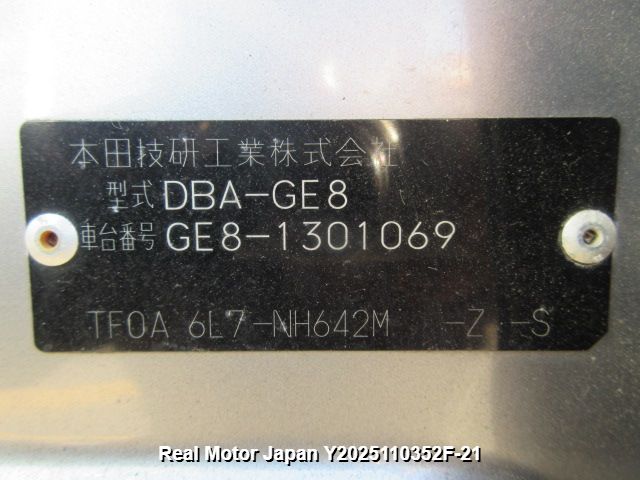 本田技研工業株式会社
型式 DBA-GE8
車台番号 GE8-1301069
TF0A 6L7-NH642M -Z -S
Real Motor Japan Y2025110352F-21